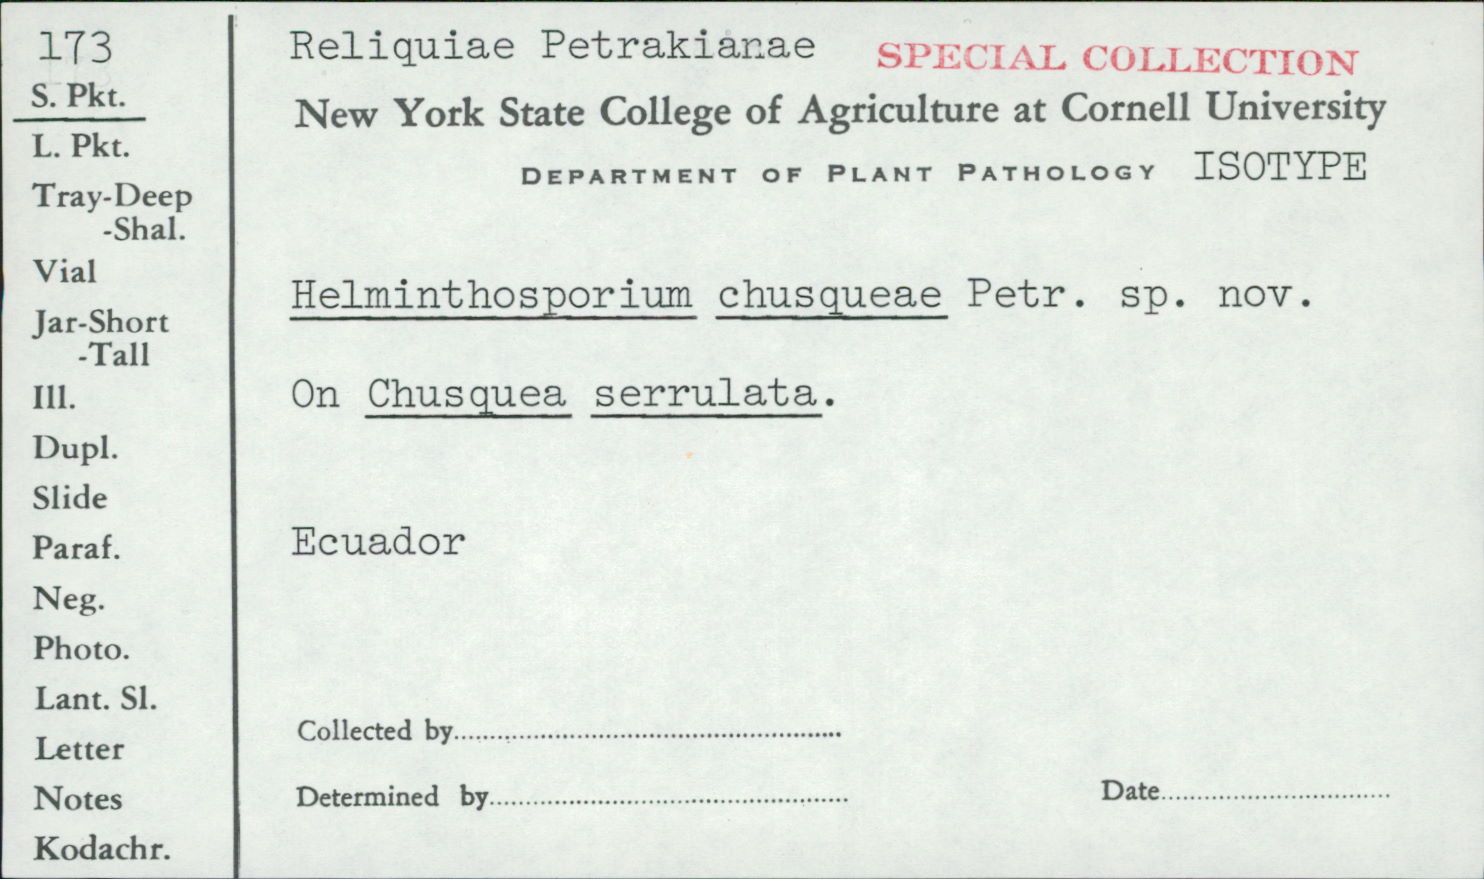 173
S. Pkt.
L. Pkt.
Tray-Deep
-Shal.
Vial
Jar-Short
-Tall
Ill.
Dupl.
Slide
Paraf.
Neg.
Photo.
Lant. Sl.
Letter
Notes
Kodachr.
Reliquiae Petrakianae SPECIAL COLLECTION
New York State College of Agriculture at Cornell University
DEPARTMENT OF PLANT PATHOLOGY ISOTYPE
Helminthosporium chusqueae Petr. sp. nov.
On Chusquea serrulata.
Ecuador
Collected by
Determined by Date